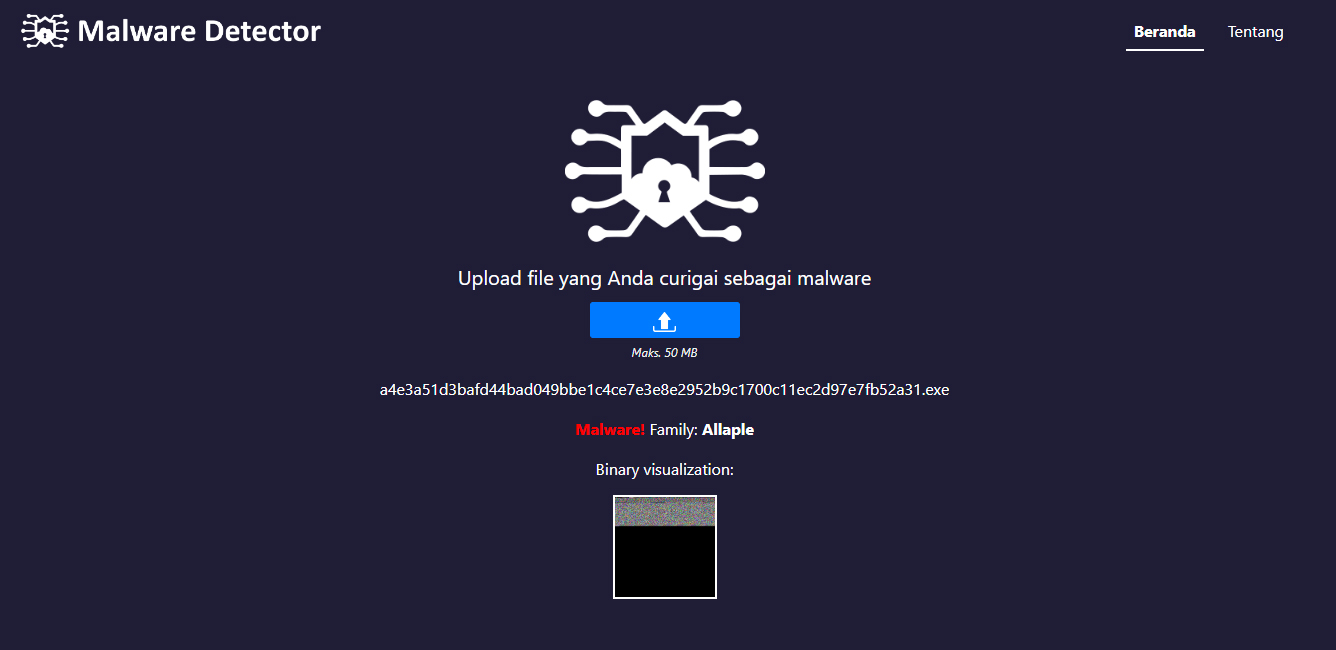 Malware Detector
Beranda
Tentang
Upload file yang Anda curigai sebagai malware
Maks. 50 MB
a4e3a51d3bafd44bad049bbe1c4ce7e3e8e2952b9c1700c11ec2d97e7fb52a31.exe
Malware! Family: Allaple
Binary visualization: